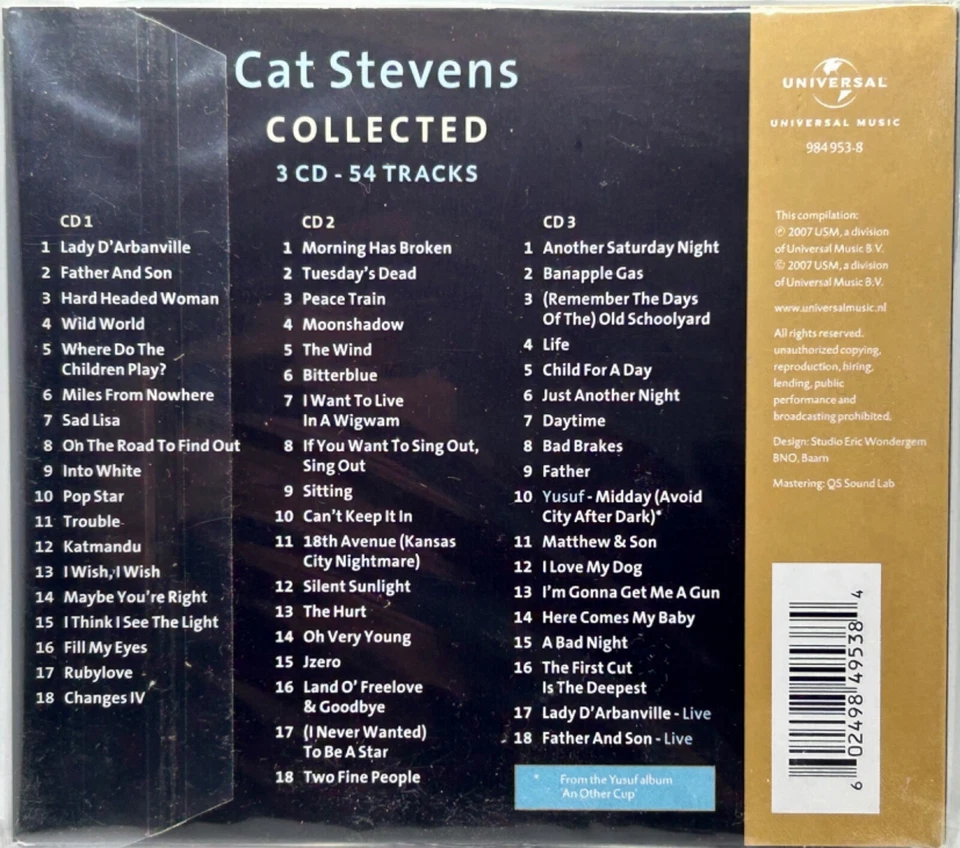 Cat Stevens
COLLECTED
3 CD - 54 TRACKS
CD 1
1 Lady D'Arbanville
2 Father And Son
3 Hard Headed Woman
4 Wild World
5 Where Do The
Children Play?
6 Miles From Nowhere
7 Sad Lisa
8 On The Road To Find Out
9 Into White
10 Pop Star
11 Trouble
12 Katmandu
13 I Wish, I Wish
14 Maybe You're Right
15 I Think I See The Light
16 Fill My Eyes
17 Rubylove
18 Changes IV
CD 2
1 Morning Has Broken
2 Tuesday's Dead
3 Peace Train
4 Moonshadow
5 The Wind
6 Bitterblue
7 I Want To Live
In A Wigwam
8 If You Want To Sing Out,
Sing Out
9 Sitting
10 Can't Keep It In
11 18th Avenue (Kansas
City Nightmare)
12 Silent Sunlight
13 The Hurt
14 Oh Very Young
15 Jzero
16 Land O' Freelove
& Goodbye
17 (I Never Wanted)
To Be A Star
18 Two Fine People
CD 3
1 Another Saturday Night
2 Banapple Gas
3 (Remember The Days
Of The) Old Schoolyard
4 Life
5 Child For A Day
6 Just Another Night
7 Daytime
8 Bad Brakes
9 Father
10 Yusuf - Midday (Avoid
City After Dark)*
11 Matthew & Son
12 I Love My Dog
13 I'm Gonna Get Me A Gun
14 Here Comes My Baby
15 A Bad Night
16 The First Cut
Is The Deepest
17 Lady D'Arbanville - Live
18 Father And Son - Live
* From the Yusuf album
'An Other Cup'
UNIVERSAL
UNIVERSAL MUSIC
984 953-8
This compilation:
℗ 2007 USM, a division
of Universal Music B.V.
© 2007 USM, a division
of Universal Music B.V.
www.universalmusic.nl
All rights reserved.
unauthorized copying,
reproduction, hiring,
lending, public
performance and
broadcasting prohibited.
Design: Studio Eric Wondergem
BNO, Baarn
Mastering: QS Sound Lab
6 02498 49538 4